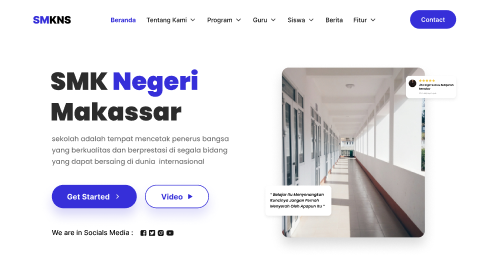 SMKNS
Beranda
Tentang Kami
Program
Guru
Siswa
Berita
Fitur
Contact
SMK Negeri
Makassar
sekolah adalah tempat mencetak penerus bangsa
yang berkualitas dan berprestasi di segala bidang
yang dapat bersaing di dunia internasional
Get Started
Video
We are in Socials Media :
" Belajar Itu Menyenangkan
Kuncinya Jangan Pernah
Menyerah Oleh Apapun Itu "